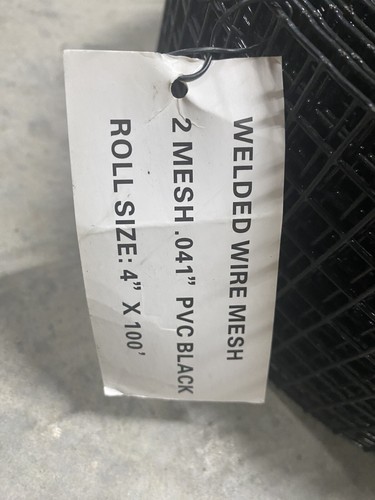 WELDED WIRE MESH
2 MESH .041” PVC BLACK
ROLL SIZE: 4” X 100’